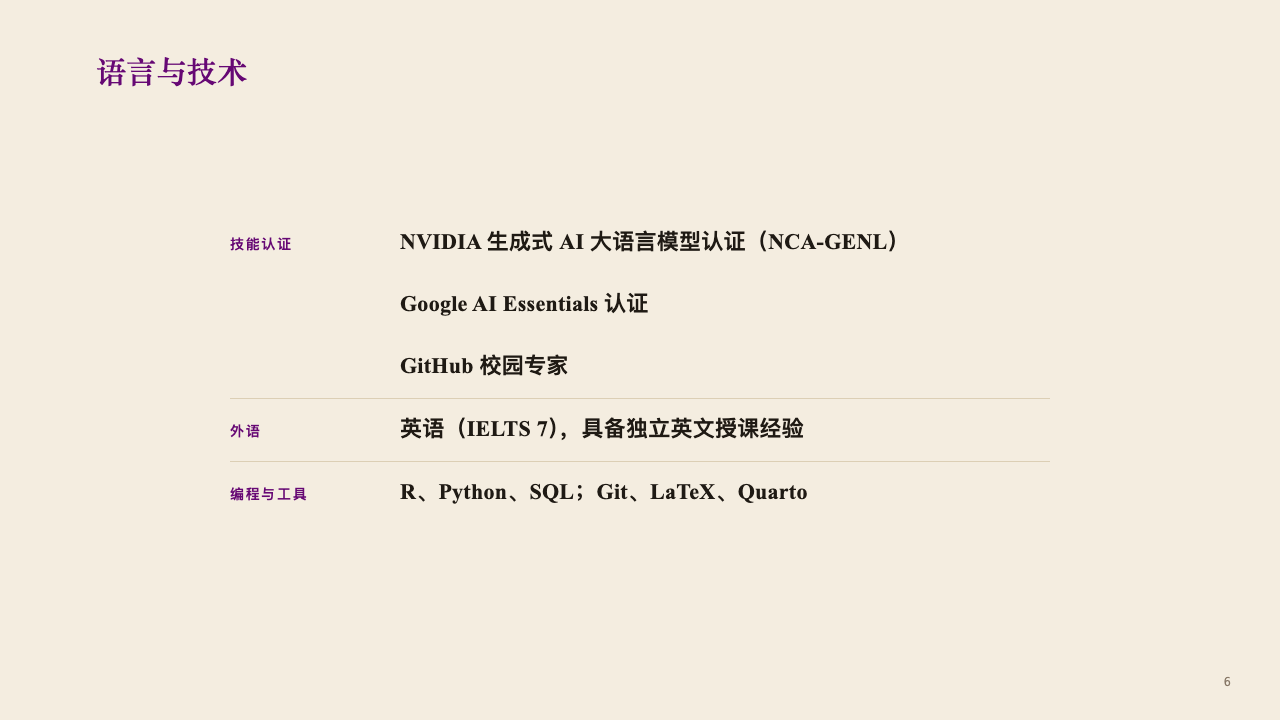 语言与技术
技能认证
NVIDIA 生成式 AI 大语言模型认证（NCA-GENL）
Google AI Essentials 认证
GitHub 校园专家
外语
英语（IELTS 7），具备独立英文授课经验
编程与工具
R、Python、SQL；Git、LaTeX、Quarto
6